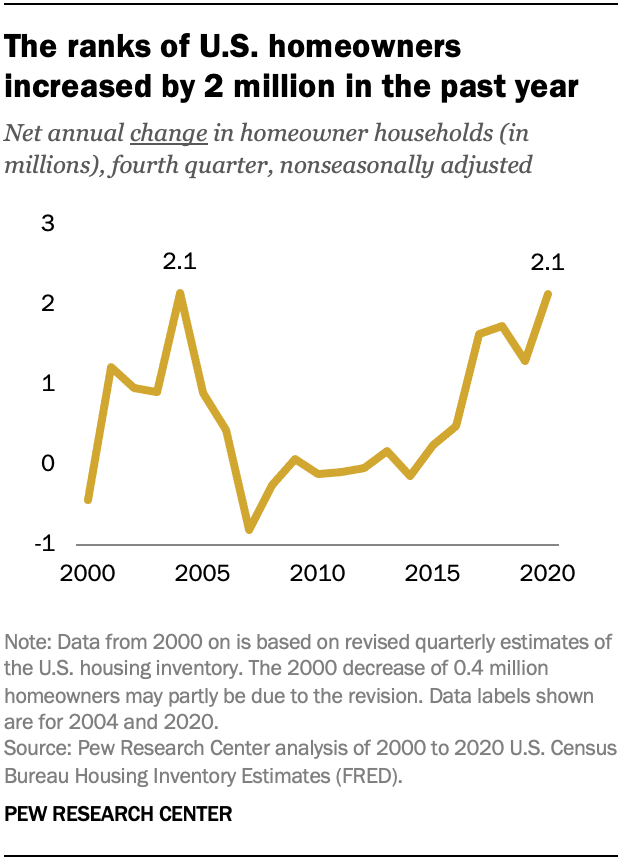 The ranks of U.S. homeowners
increased by 2 million in the past year
Net annual change in homeowner households (in
millions), fourth quarter, nonseasonally adjusted
3
2.1
2.1
2
1
0
-1
2000
2005
2010
2015
2020
Note: Data from 2000 on is based on revised quarterly estimates of
the U.S. housing inventory. The 2000 decrease of 0.4 million
homeowners may partly be due to the revision. Data labels shown
are for 2004 and 2020.
Source: Pew Research Center analysis of 2000 to 2020 U.S. Census
Bureau Housing Inventory Estimates (FRED).
PEW RESEARCH CENTER